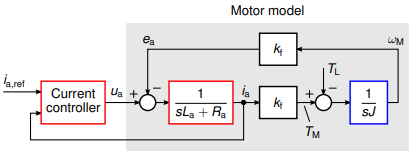 Motor model
e_a
ω_M
k_f
T_L
i_a,ref
Current
controller
u_a
+
−
1
sL_a + R_a
i_a
k_f
+
−
T_M
1
sJ